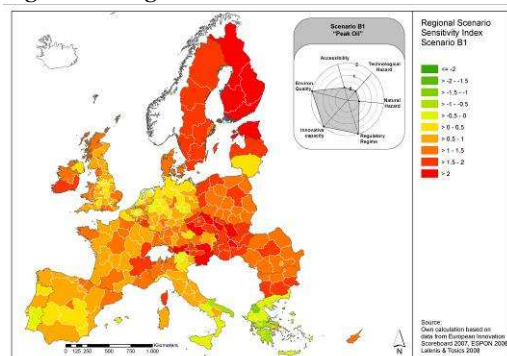 Scenario B1
"Peak Oil"
Accessibility
Technological
Hazard
Natural
Hazard
Regulatory
Regime
Innovative
capacity
Environ.
Quality
Regional Scenario
Sensitivity Index
Scenario B1
<= -2
> -2 - -1.5
> -1.5 - -1
> -1 - -0.5
> -0.5 - 0
> 0 - 0.5
> 0.5 - 1
> 1 - 1.5
> 1.5 - 2
> 2
Source:
Own calculation based on
data from European Innovation
Scoreboard 2007, ESPON 2006
Lalenis & Tosics 2008
Kilometers
0 125 250 500 750 1.000
N